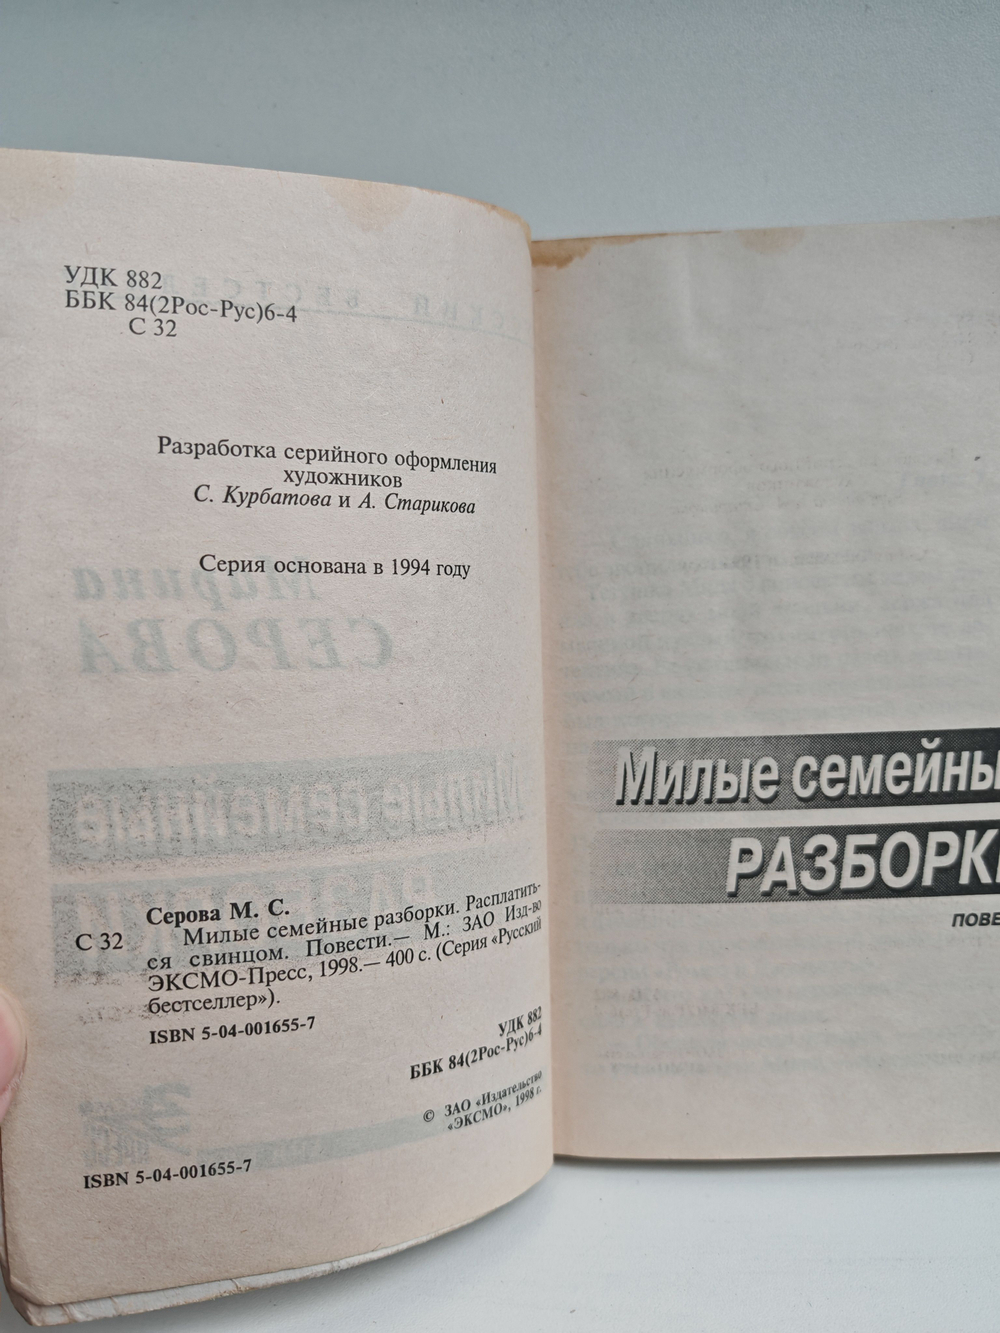 УДК 882
ББК 84(2Рос-Рус)6-4
С 32
Разработка серийного оформления
художников
С. Курбатова и А. Старикова
Серия основана в 1994 году
Серова М. С.
С 32 Милые семейные разборки. Расплатить-
ся свинцом. Повести.— М.: ЗАО Изд-во
ЭКСМО-Пресс, 1998.— 400 с. (Серия «Русский
бестселлер»).
ISBN 5-04-001655-7
УДК 882
ББК 84(2Рос-Рус)6-4
© ЗАО «Издательство
«ЭКСМО», 1998 г.
ISBN 5-04-001655-7
Милые семейны
РАЗБОРКИ
ПОВЕ